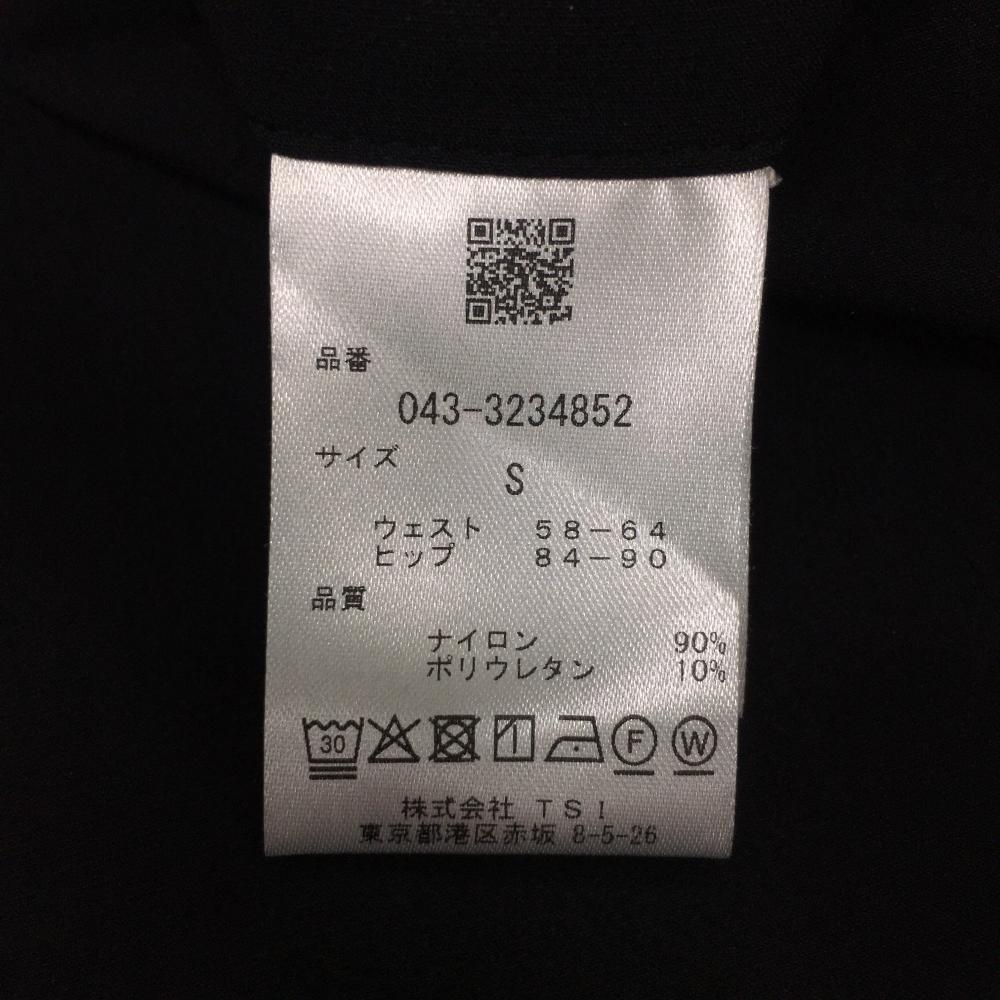 品番
043-3234852
サイズ
S
ウェスト 58-64
ヒップ 84-90
品質
ナイロン 90%
ポリウレタン 10%
30 F W
株式会社 TSI
東京都港区赤坂 8-5-26